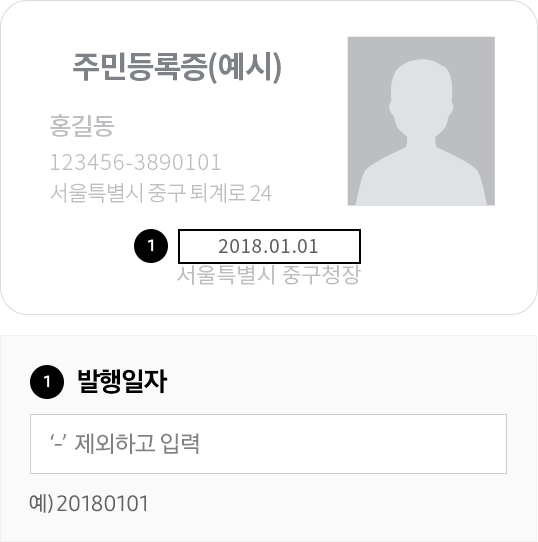 주민등록증(예시)
홍길동
123456-3890101
서울특별시 중구 퇴계로 24
1 2018.01.01
서울특별시 중구청장
1 발행일자
‘-’ 제외하고 입력
예) 20180101